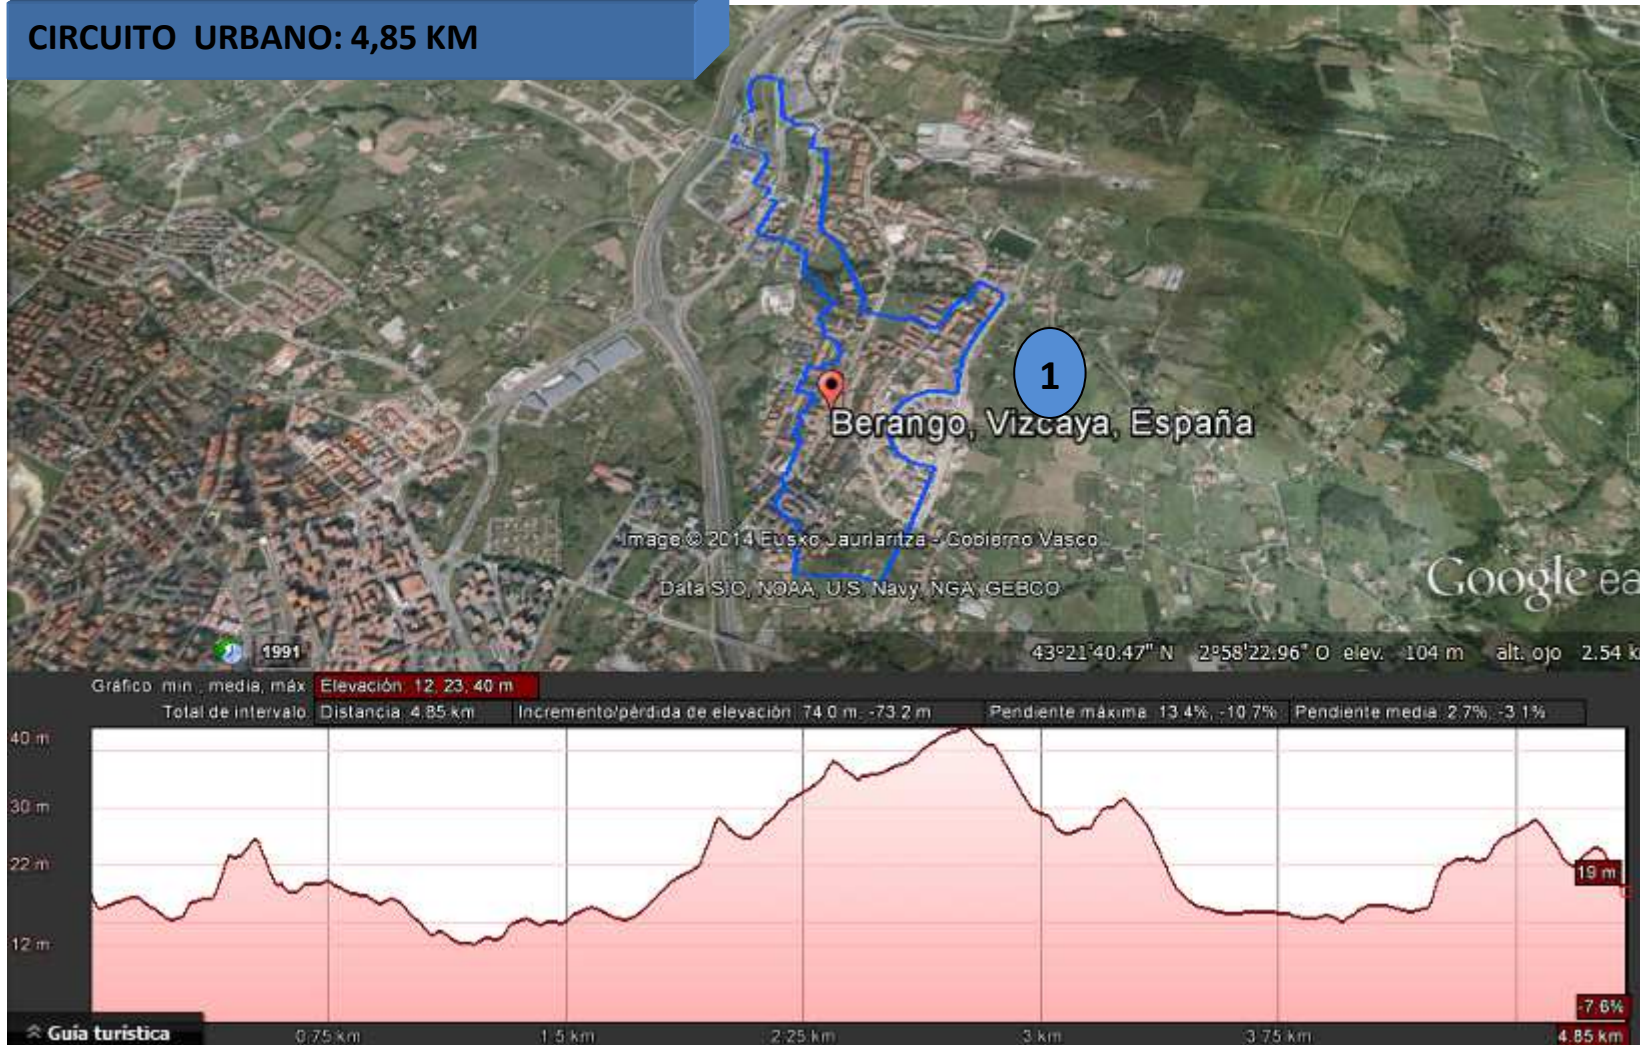 CIRCUITO URBANO: 4,85 KM
1
Berango, Vizcaya, España
Image © 2014 Eusko Jaurlaritza - Gobierno Vasco
Data SIO, NOAA, U.S. Navy, NGA, GEBCO
Google ea
1991
43°21'40.47" N 2°58'22.96" O elev. 104 m alt. ojo 2.54 k
Gráfico: min., media, máx. Elevación: 12, 23, 40 m
Total de intervalo: Distancia: 4.85 km Incremento/pérdida de elevación: 74.0 m, -73.2 m Pendiente máxima: 13.4%, -10.7% Pendiente media: 2.7%, -3.1%
40 m
30 m
22 m
19 m
12 m
-7.6%
Guía turística
0.75 km 1.5 km 2.25 km 3 km 3.75 km 4.85 km